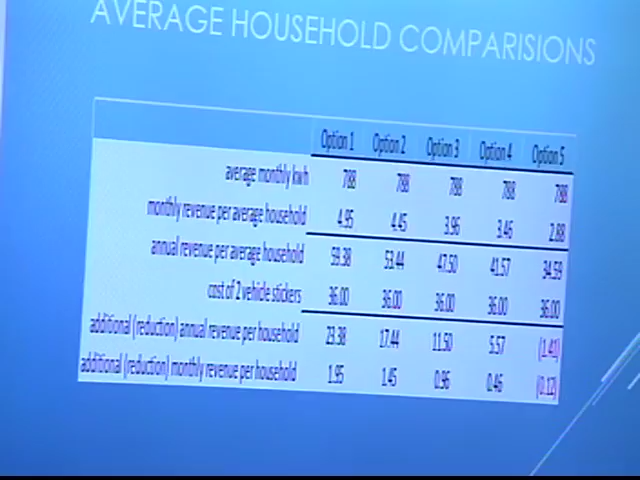 AVERAGE HOUSEHOLD COMPARISIONS
Option 1 Option 2 Option 3 Option 4 Option 5
average monthly kwh 788 788 788 788 788
monthly revenue per average household 4.95 4.45 3.96 3.46 2.88
annual revenue per average household 59.38 53.44 47.50 41.57 34.59
cost of 2 vehicle stickers 36.00 36.00 36.00 36.00 36.00
additional (reduction) annual revenue per household 23.38 17.44 11.50 5.57 (1.41)
additional (reduction) monthly revenue per household 1.95 1.45 0.96 0.46 (0.12)